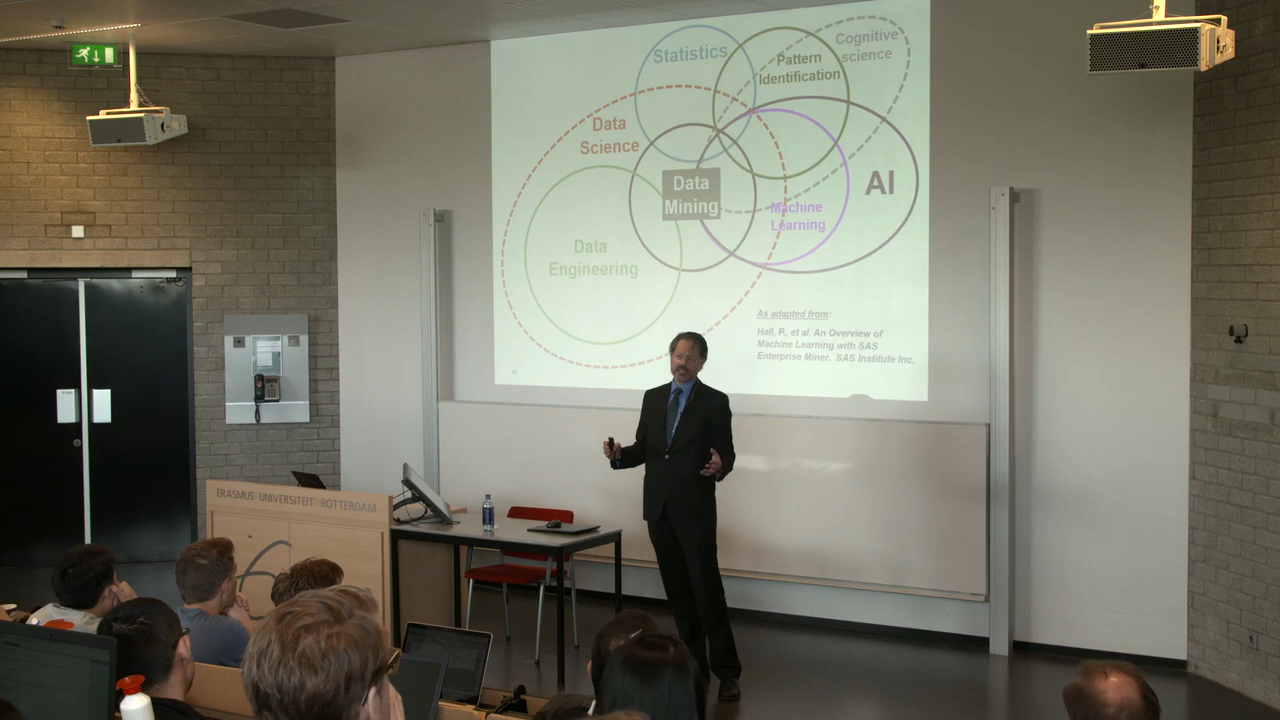 Statistics
Pattern
Identification
Cognitive
science
Data
Science
Data
Mining
AI
Machine
Learning
Data
Engineering
As adapted from:
Hall, P., et al. An Overview of
Machine Learning with SAS
Enterprise Miner. SAS Institute Inc.
ERASMUS UNIVERSITEIT ROTTERDAM